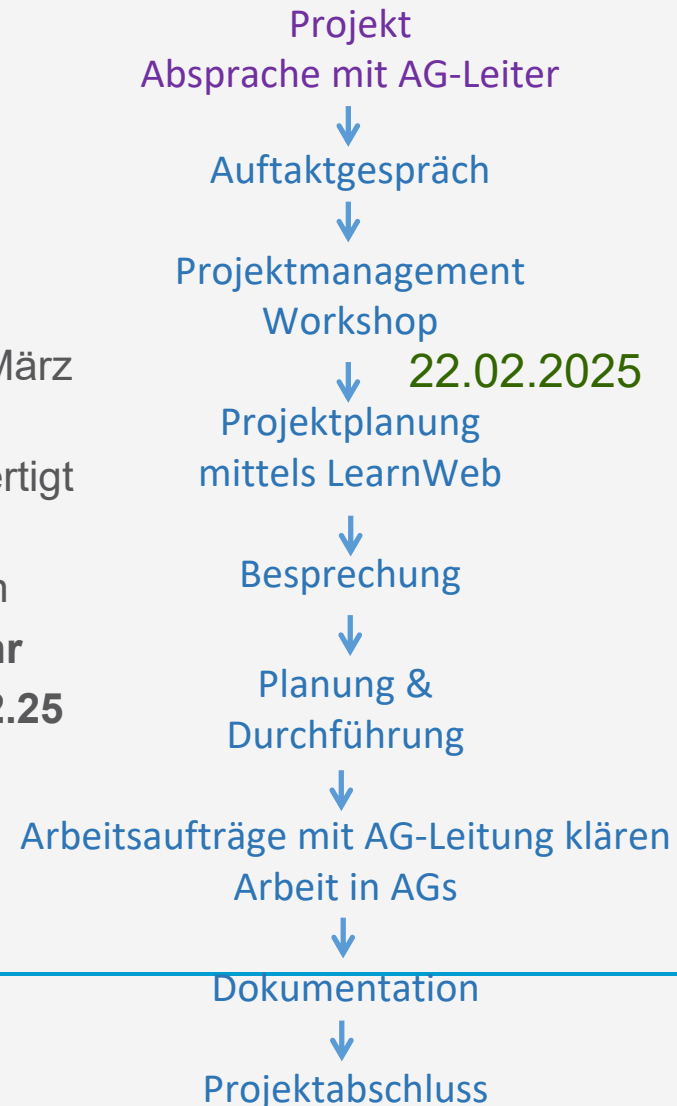 Projekt
Absprache mit AG-Leiter
Auftaktgespräch
Projektmanagement
Workshop
März
22.02.2025
Projektplanung
mittels LearnWeb
Besprechung
Planung &
Durchführung
Arbeitsaufträge mit AG-Leitung klären
Arbeit in AGs
Dokumentation
Projektabschluss